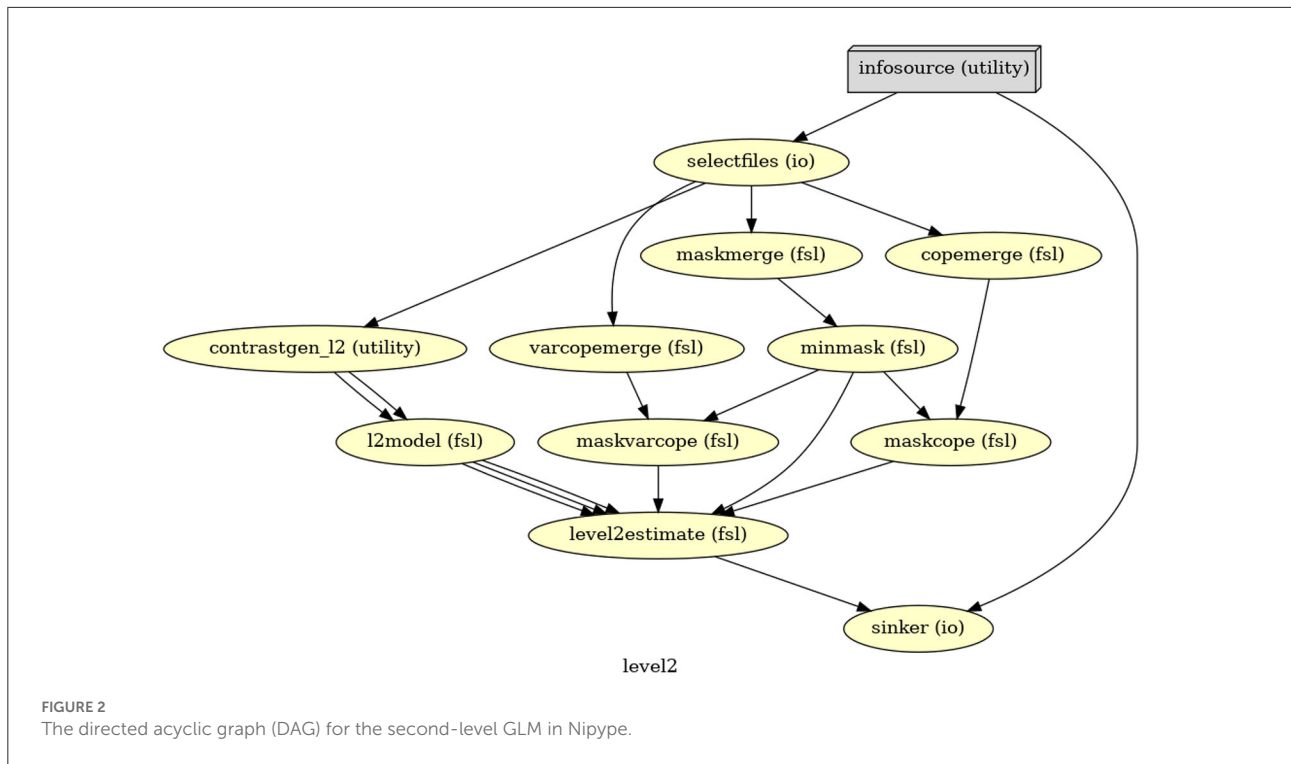 infosource (utility)
selectfiles (io)
maskmerge (fsl)
copemerge (fsl)
contrastgen_l2 (utility)
varcopemerge (fsl)
minmask (fsl)
l2model (fsl)
maskvarcope (fsl)
maskcope (fsl)
level2estimate (fsl)
sinker (io)
level2
FIGURE 2
The directed acyclic graph (DAG) for the second-level GLM in Nipype.